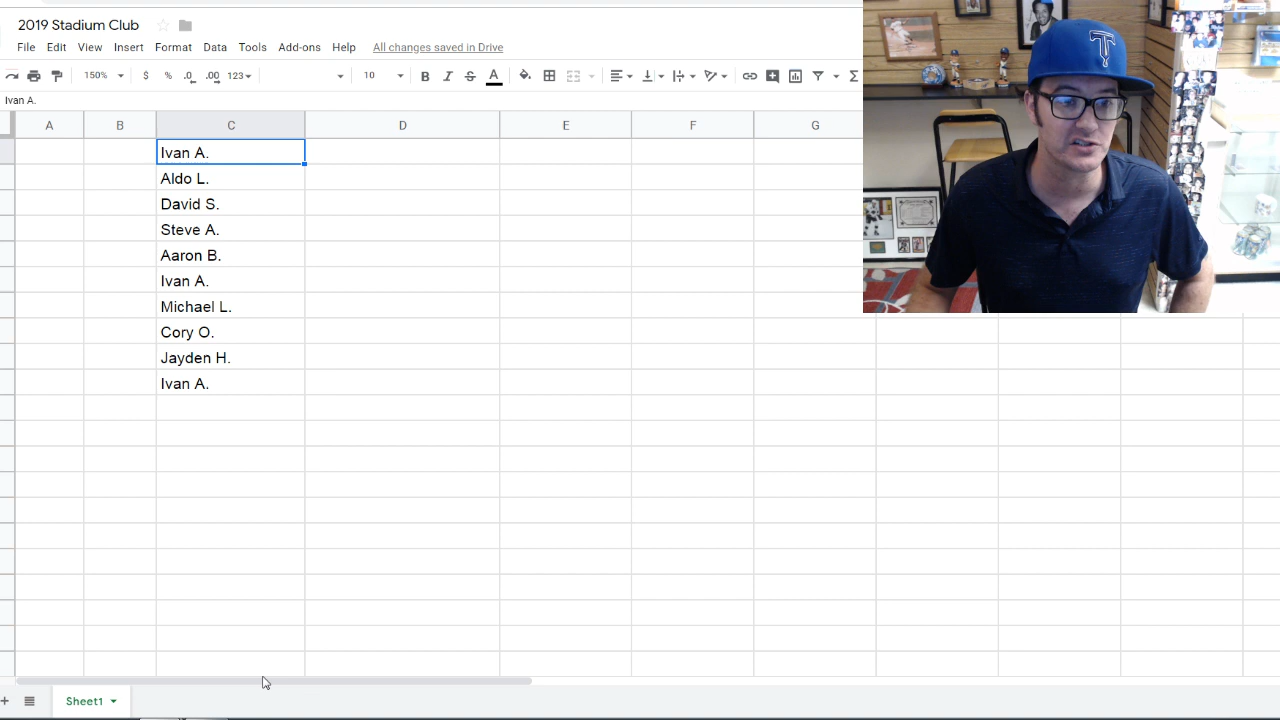 2019 Stadium Club
File Edit View Insert Format Data Tools Add-ons Help All changes saved in Drive
150% $ % .0 .00 123 10 B I S A Σ
Ivan A.
A B C D E F G
Ivan A.
Aldo L.
David S.
Steve A.
Aaron B.
Ivan A.
Michael L.
Cory O.
Jayden H.
Ivan A.
Sheet1
T